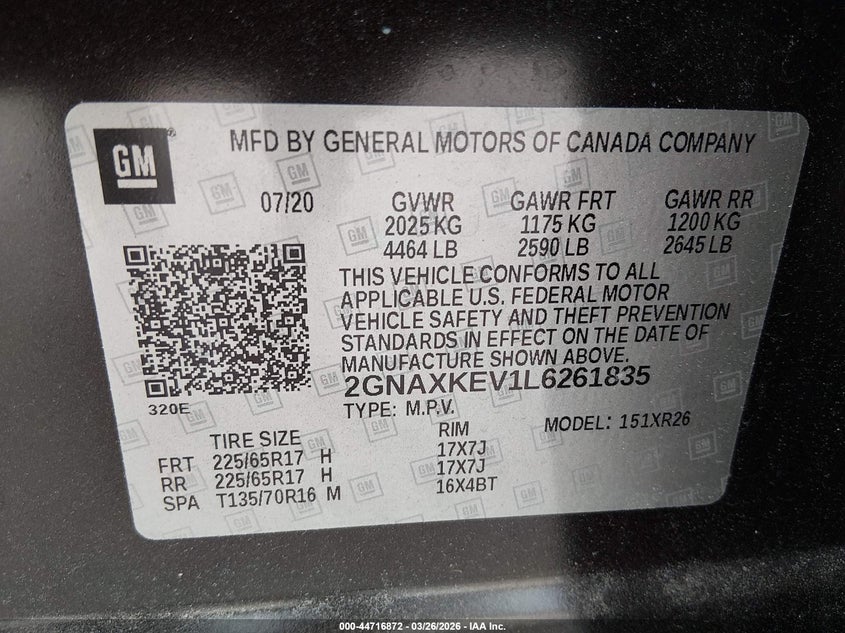 GM
MFD BY GENERAL MOTORS OF CANADA COMPANY
07/20 GVWR GAWR FRT GAWR RR
2025 KG 1175 KG 1200 KG
4464 LB 2590 LB 2645 LB
THIS VEHICLE CONFORMS TO ALL
APPLICABLE U.S. FEDERAL MOTOR
VEHICLE SAFETY AND THEFT PREVENTION
STANDARDS IN EFFECT ON THE DATE OF
MANUFACTURE SHOWN ABOVE.
2GNAXKEV1L6261835
320E
TYPE: M.P.V. MODEL: 151XR26
TIRE SIZE RIM
FRT 225/65R17 H 17X7J
RR 225/65R17 H 17X7J
SPA T135/70R16 M 16X4BT
000-44716872 — 03/26/2026 — IAA Inc.